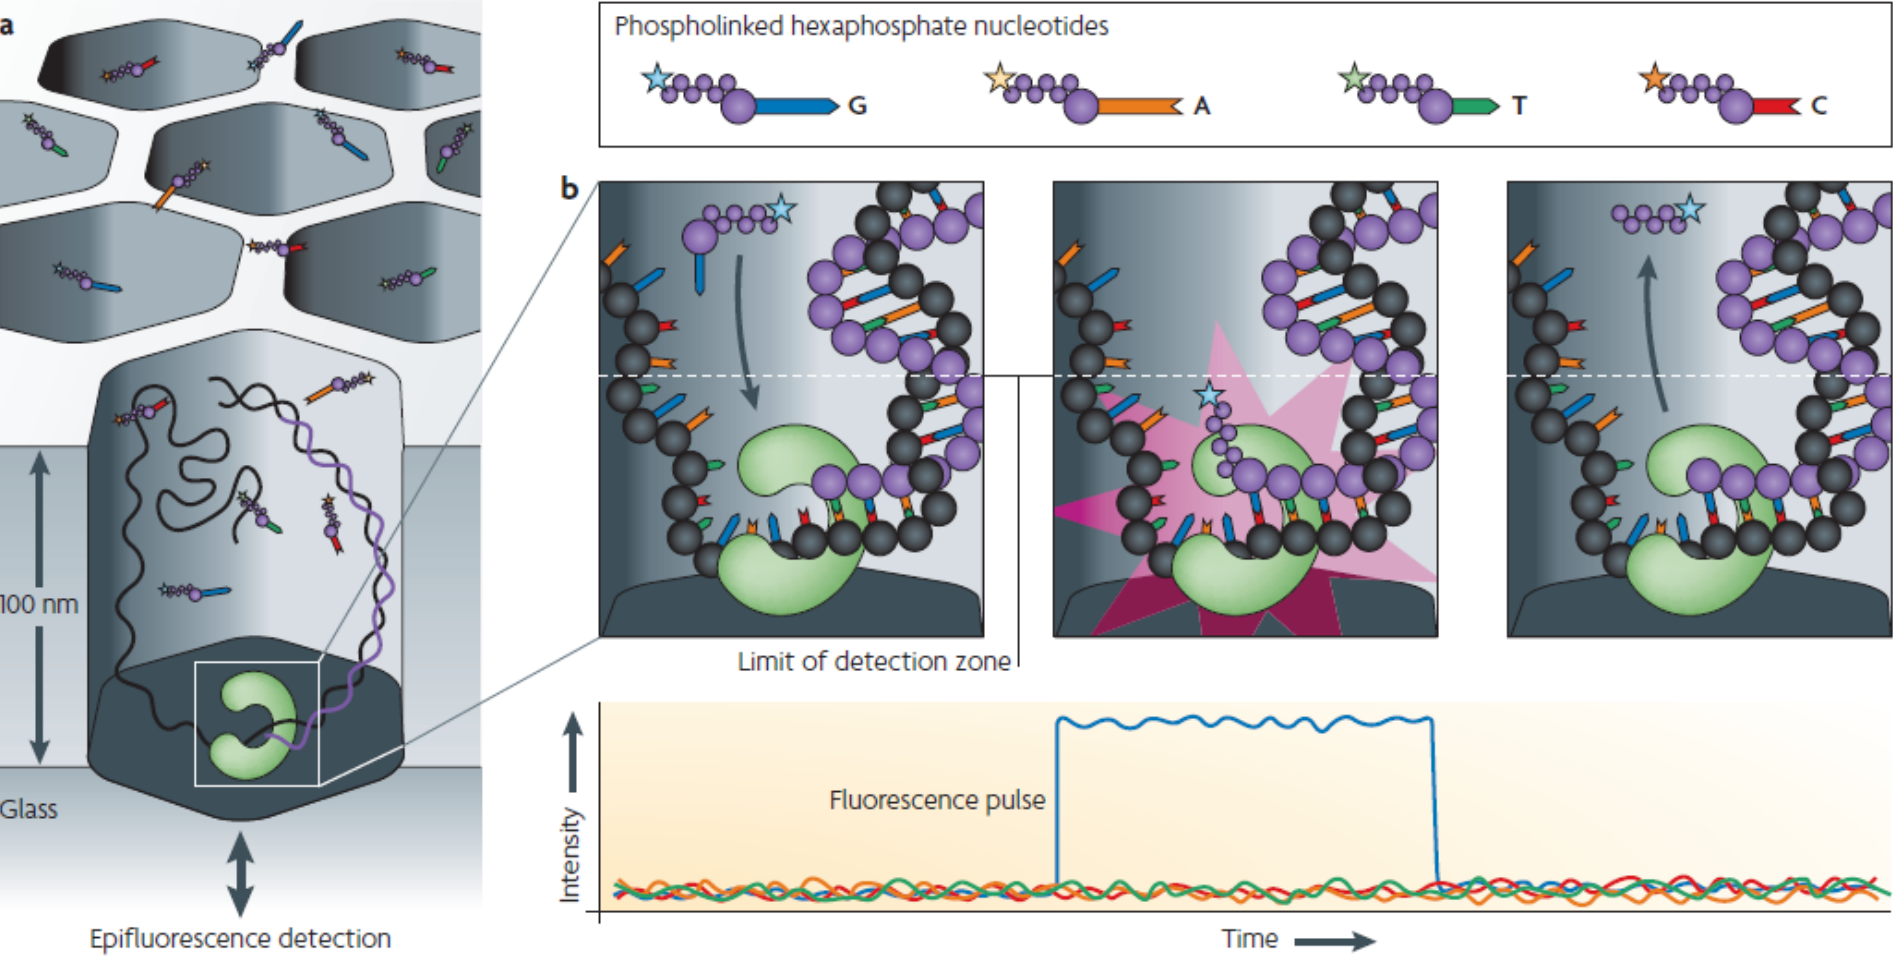 a
Phospholinked hexaphosphate nucleotides
G
A
T
C
b
100 nm
Glass
Epifluorescence detection
Limit of detection zone
Fluorescence pulse
Intensity
Time